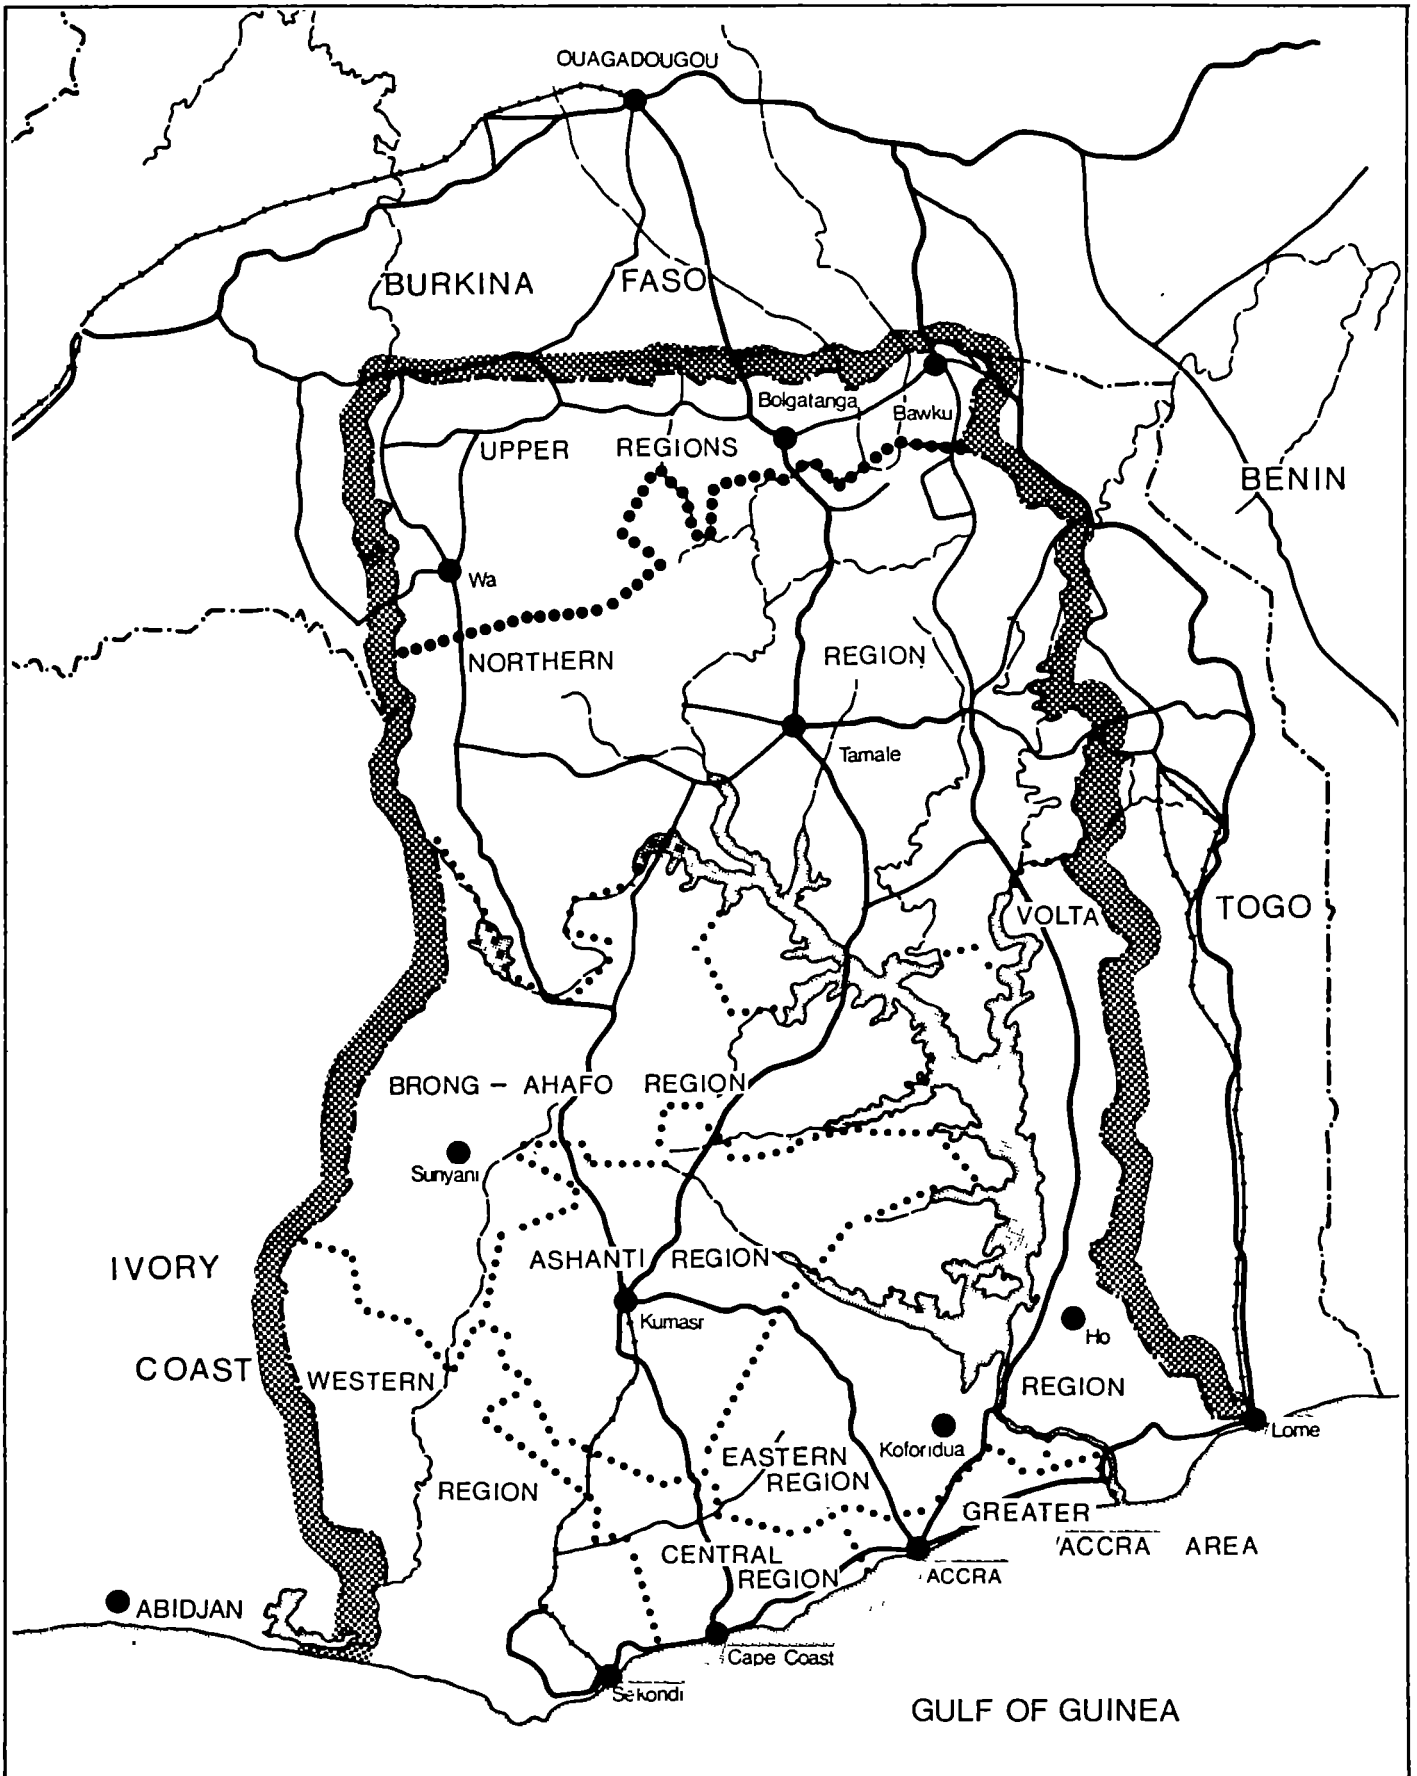 OUAGADOUGOU
BURKINA FASO
Bolgatanga
Bawku
UPPER REGIONS
BENIN
Wa
NORTHERN REGION
Tamale
VOLTA
TOGO
BRONG – AHAFO REGION
Sunyani
IVORY
ASHANTI REGION
Kumasr
Ho
COAST
WESTERN
REGION
Koforidua
Lome
EASTERN
REGION
REGION
GREATER
ACCRA AREA
CENTRAL
REGION
ACCRA
ABIDJAN
Cape Coast
Sekondi
GULF OF GUINEA